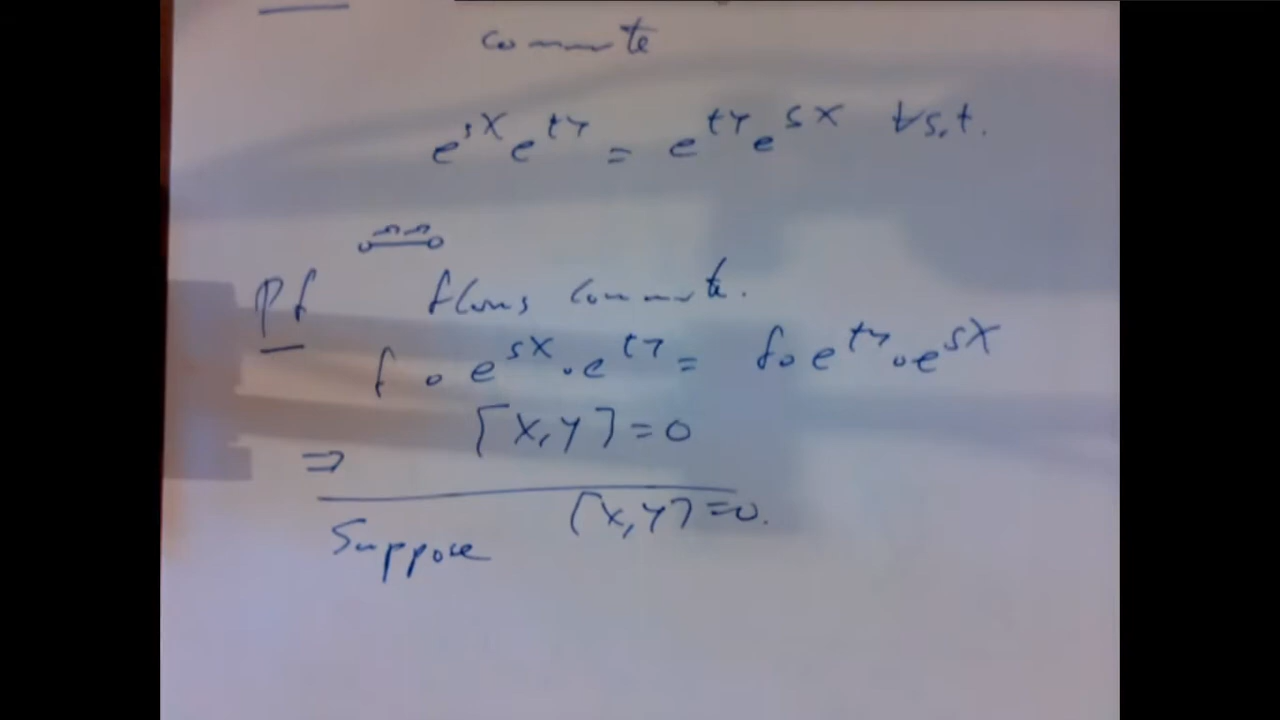 commute
e^{sX} e^{tY} = e^{tY} e^{sX} ∀s,t.
Pf flows commute.
f ∘ e^{sX} ∘ e^{tY} = f ∘ e^{tY} ∘ e^{sX}
⇒ [X,Y] = 0
Suppose [X,Y] = 0.